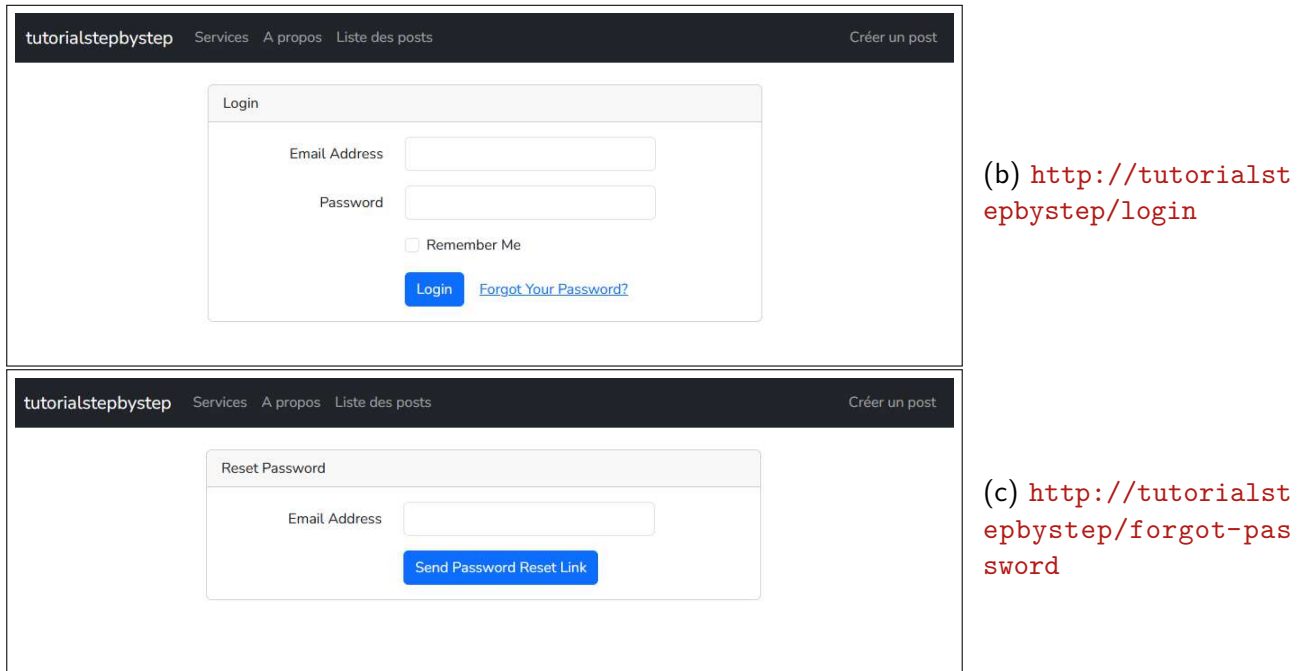 tutorialstepbystep Services A propos Liste des posts Créer un post
Login
Email Address
Password
Remember Me
Login Forgot Your Password?
(b) http://tutorialst
epbystep/login
tutorialstepbystep Services A propos Liste des posts Créer un post
Reset Password
Email Address
Send Password Reset Link
(c) http://tutorialst
epbystep/forgot-pas
sword